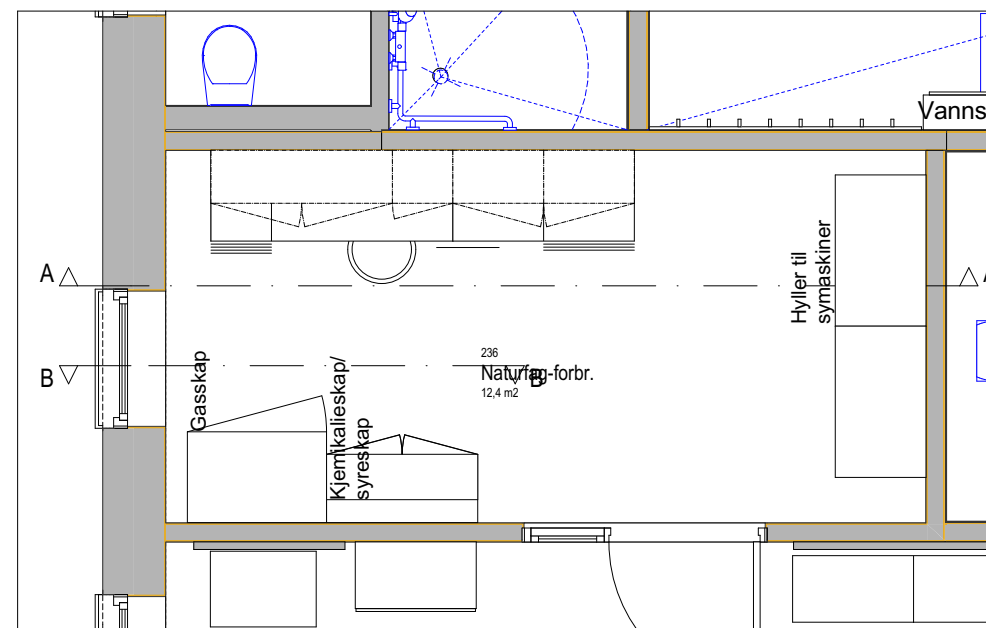 Vanns
A
A
Hyller til
symaskiner
B
236
Naturfag-forbr.
B
12,4 m2
Gasskap
Kjemikalieskap/
syreskap